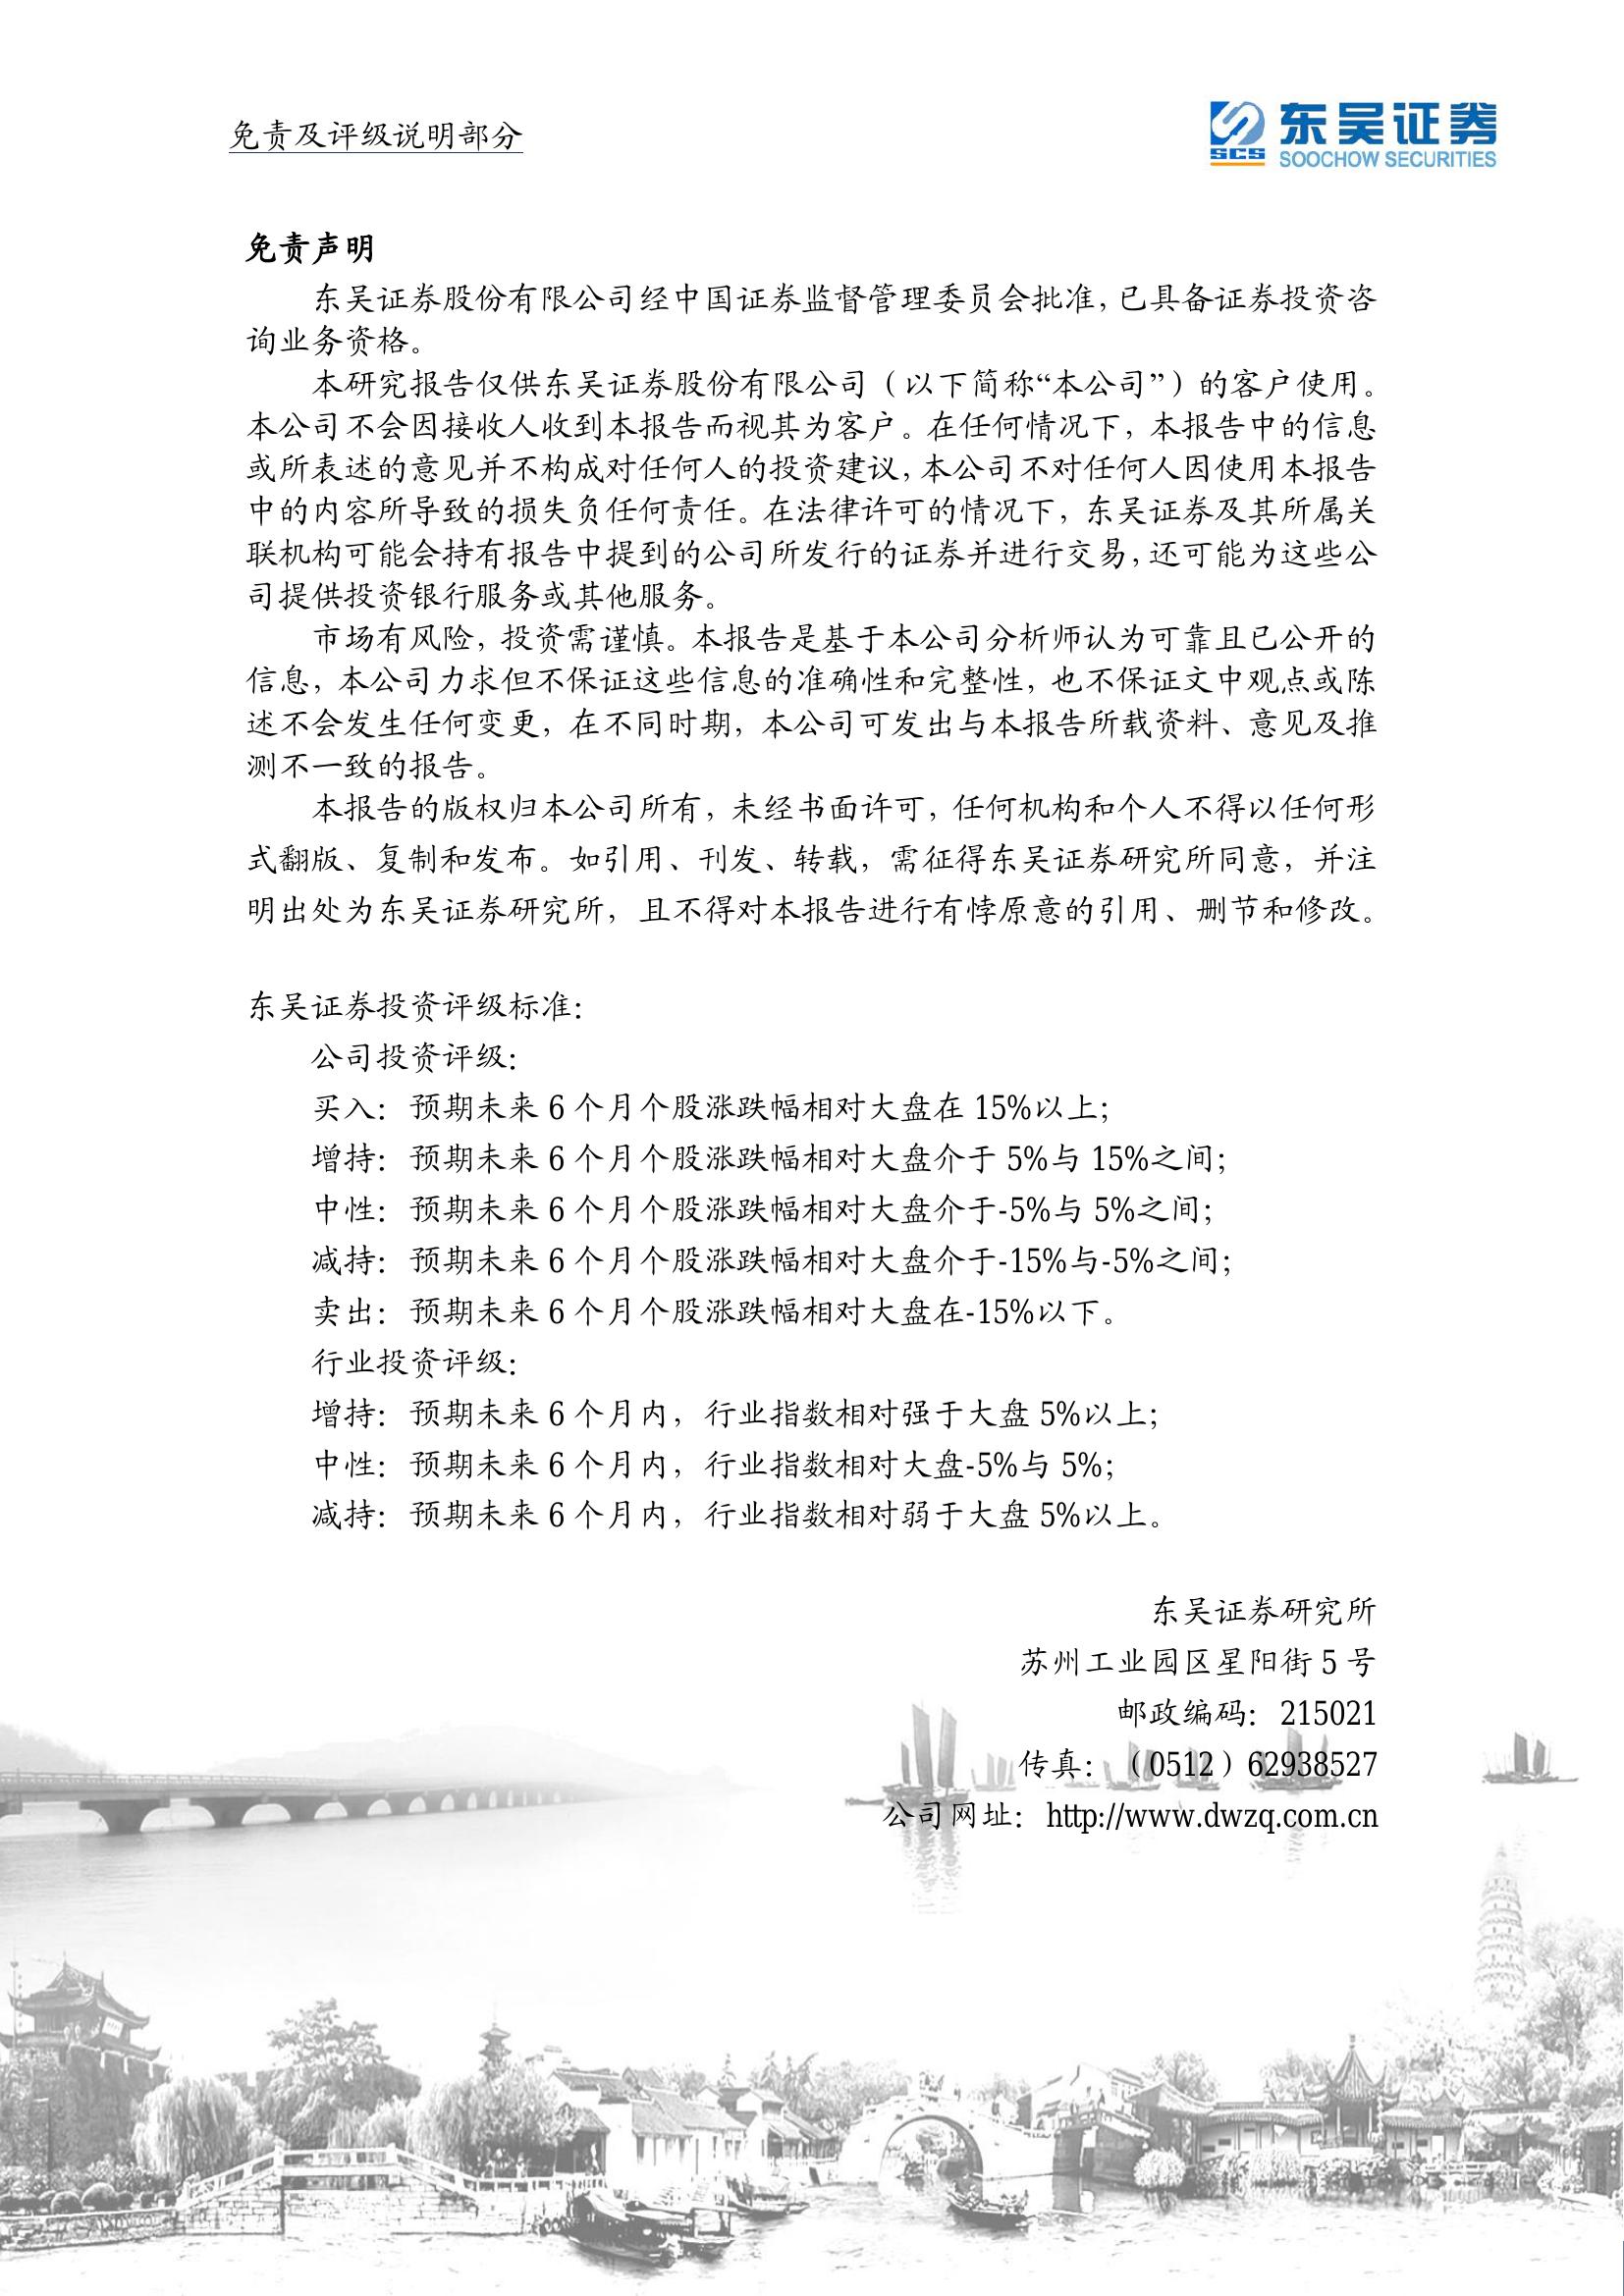 免责及评级说明部分
东吴证券
SCS
SOOCHOW SECURITIES
免责声明
东吴证券股份有限公司经中国证券监督管理委员会批准，已具备证券投资咨
询业务资格。
本研究报告仅供东吴证券股份有限公司（以下简称“本公司”）的客户使用。
本公司不会因接收人收到本报告而视其为客户。在任何情况下，本报告中的信息
或所表述的意见并不构成对任何人的投资建议，本公司不对任何人因使用本报告
中的内容所导致的损失负任何责任。在法律许可的情况下，东吴证券及其所属关
联机构可能会持有报告中提到的公司所发行的证券并进行交易，还可能为这些公
司提供投资银行服务或其他服务。
市场有风险，投资需谨慎。本报告是基于本公司分析师认为可靠且已公开的
信息，本公司力求但不保证这些信息的准确性和完整性，也不保证文中观点或陈
述不会发生任何变更，在不同时期，本公司可发出与本报告所载资料、意见及推
测不一致的报告。
本报告的版权归本公司所有，未经书面许可，任何机构和个人不得以任何形
式翻版、复制和发布。如引用、刊发、转载，需征得东吴证券研究所同意，并注
明出处为东吴证券研究所，且不得对本报告进行有悖原意的引用、删节和修改。
东吴证券投资评级标准：
公司投资评级：
买入：预期未来 6 个月个股涨跌幅相对大盘在 15%以上；
增持：预期未来 6 个月个股涨跌幅相对大盘介于 5%与 15%之间；
中性：预期未来 6 个月个股涨跌幅相对大盘介于-5%与 5%之间；
减持：预期未来 6 个月个股涨跌幅相对大盘介于-15%与-5%之间；
卖出：预期未来 6 个月个股涨跌幅相对大盘在-15%以下。
行业投资评级：
增持：预期未来 6 个月内，行业指数相对强于大盘 5%以上；
中性：预期未来 6 个月内，行业指数相对大盘-5%与 5%；
减持：预期未来 6 个月内，行业指数相对弱于大盘 5%以上。
东吴证券研究所
苏州工业园区星阳街 5 号
邮政编码：215021
传真：（0512）62938527
公司网址：http://www.dwzq.com.cn